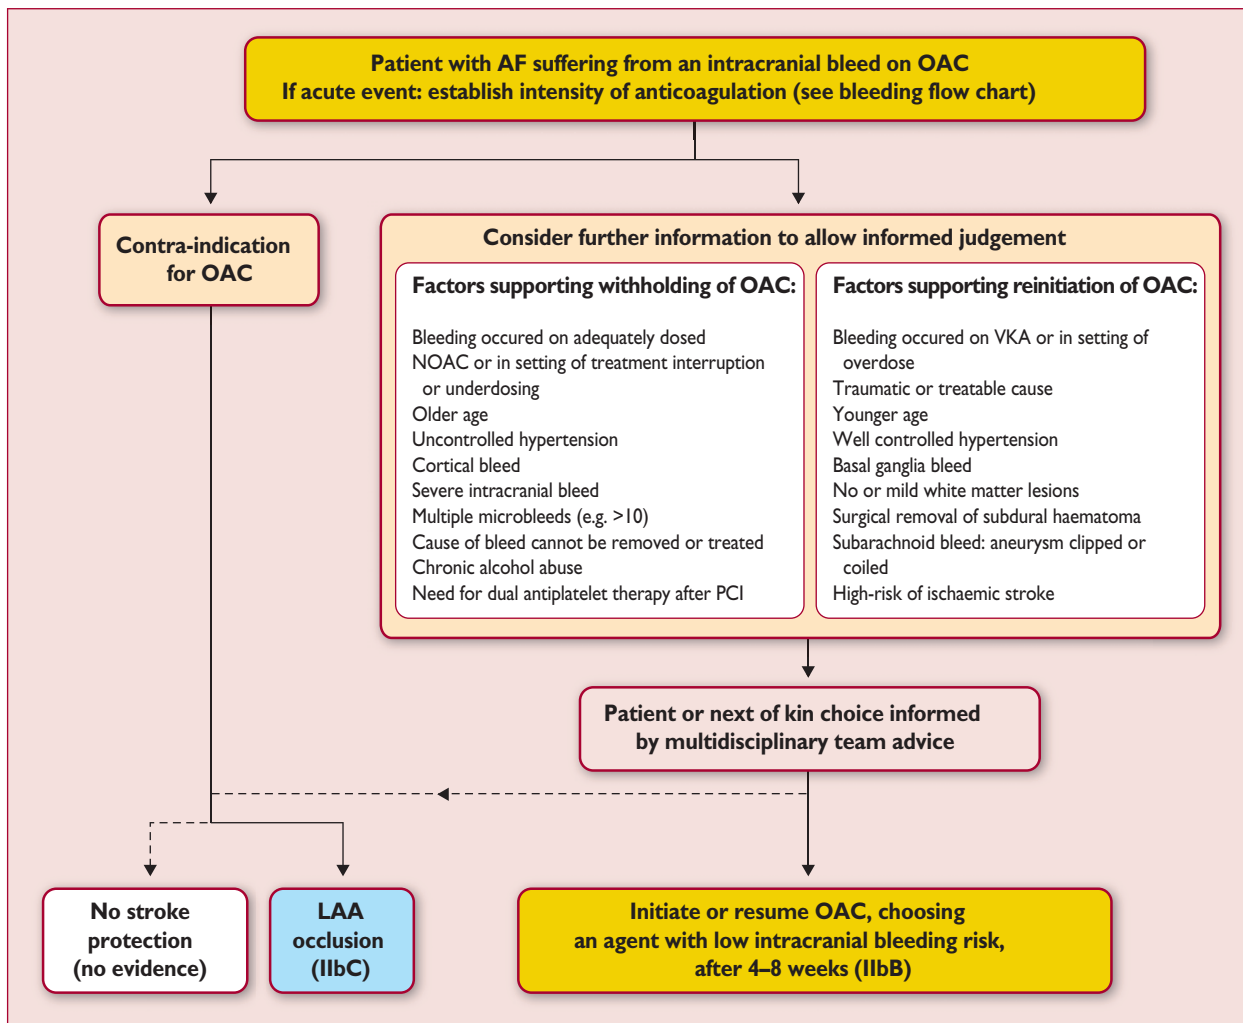 Patient with AF suffering from an intracranial bleed on OAC
If acute event: establish intensity of anticoagulation (see bleeding flow chart)
Contra-indication
for OAC
Consider further information to allow informed judgement
Factors supporting withholding of OAC:
Bleeding occured on adequately dosed
NOAC or in setting of treatment interruption
or underdosing
Older age
Uncontrolled hypertension
Cortical bleed
Severe intracranial bleed
Multiple microbleeds (e.g. >10)
Cause of bleed cannot be removed or treated
Chronic alcohol abuse
Need for dual antiplatelet therapy after PCI
Factors supporting reinitiation of OAC:
Bleeding occured on VKA or in setting of
overdose
Traumatic or treatable cause
Younger age
Well controlled hypertension
Basal ganglia bleed
No or mild white matter lesions
Surgical removal of subdural haematoma
Subarachnoid bleed: aneurysm clipped or
coiled
High-risk of ischaemic stroke
Patient or next of kin choice informed
by multidisciplinary team advice
No stroke
protection
(no evidence)
LAA
occlusion
(IIbC)
Initiate or resume OAC, choosing
an agent with low intracranial bleeding risk,
after 4–8 weeks (IIbB)